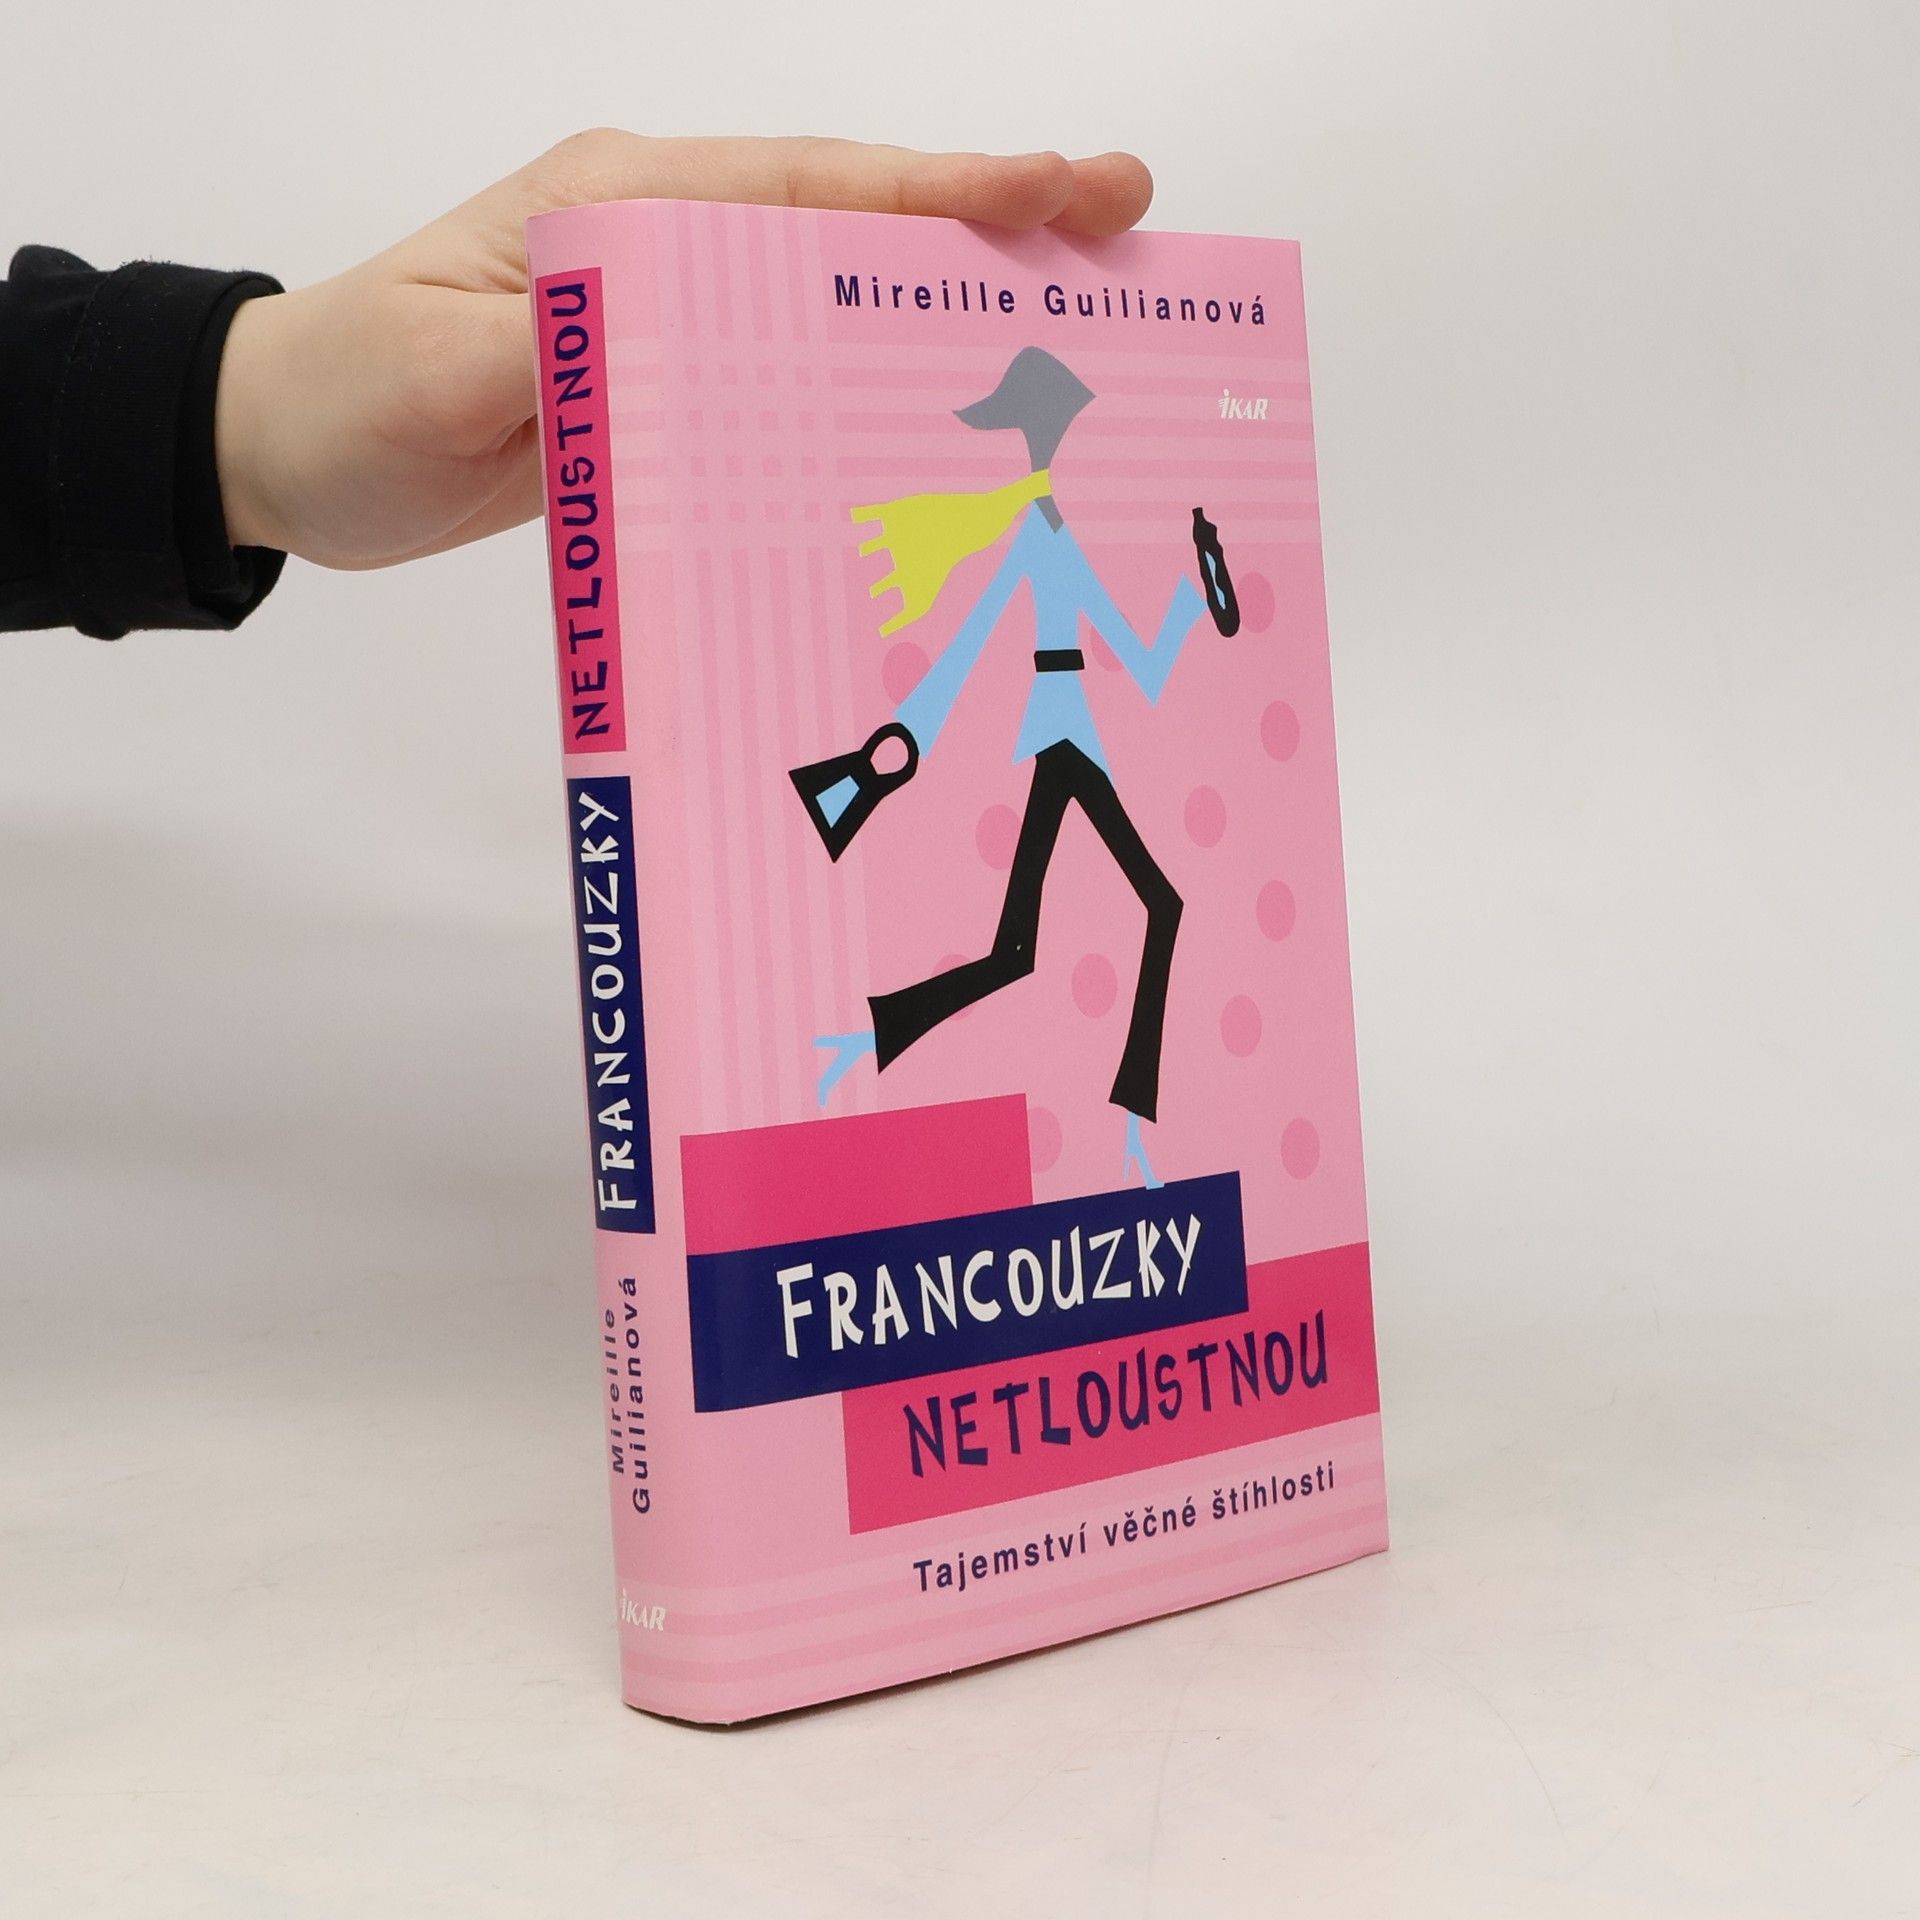 NETLOUSTNOU
FRANCOUZKY
Mireille
Guilianová
IKAR
Mireille Guilianová
IKAR
FRANCOUZKY
NETLOUSTNOU
Tajemství věčné štíhlosti